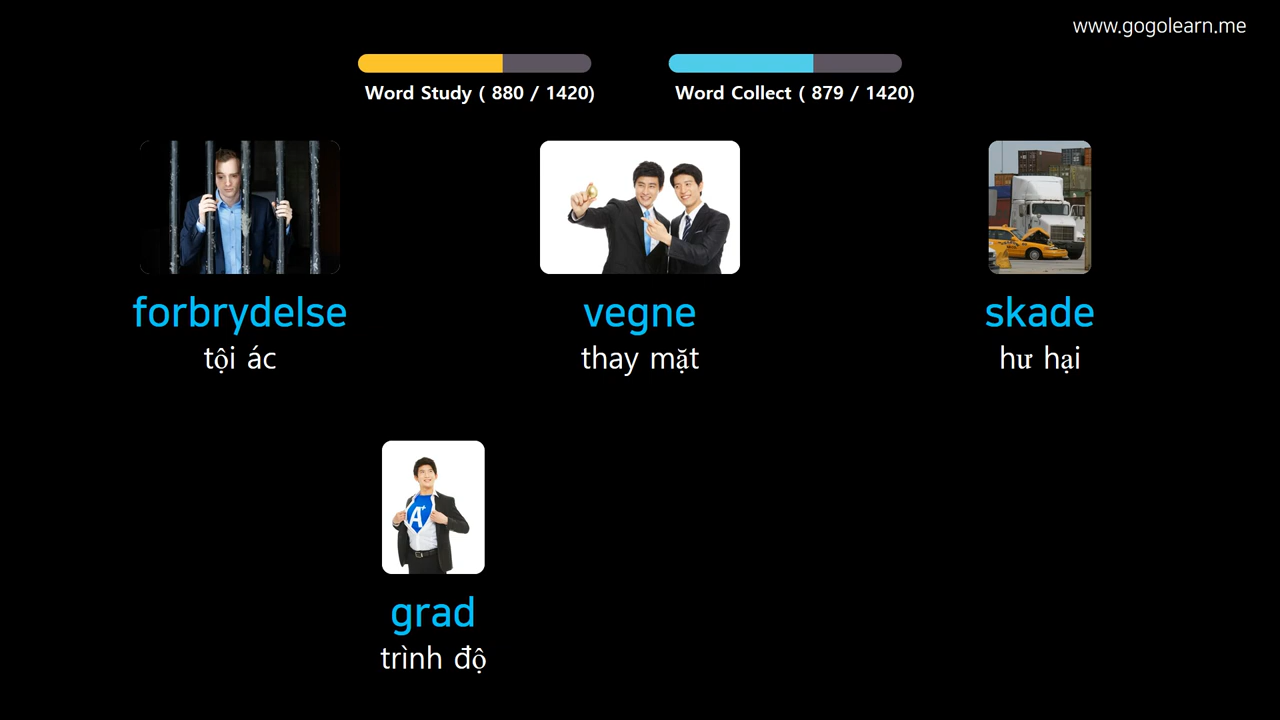 www.gogolearn.me
Word Study ( 880 / 1420)
Word Collect ( 879 / 1420)
forbrydelse
tội ác
vegne
thay mặt
skade
hư hại
A+
grad
trình độ